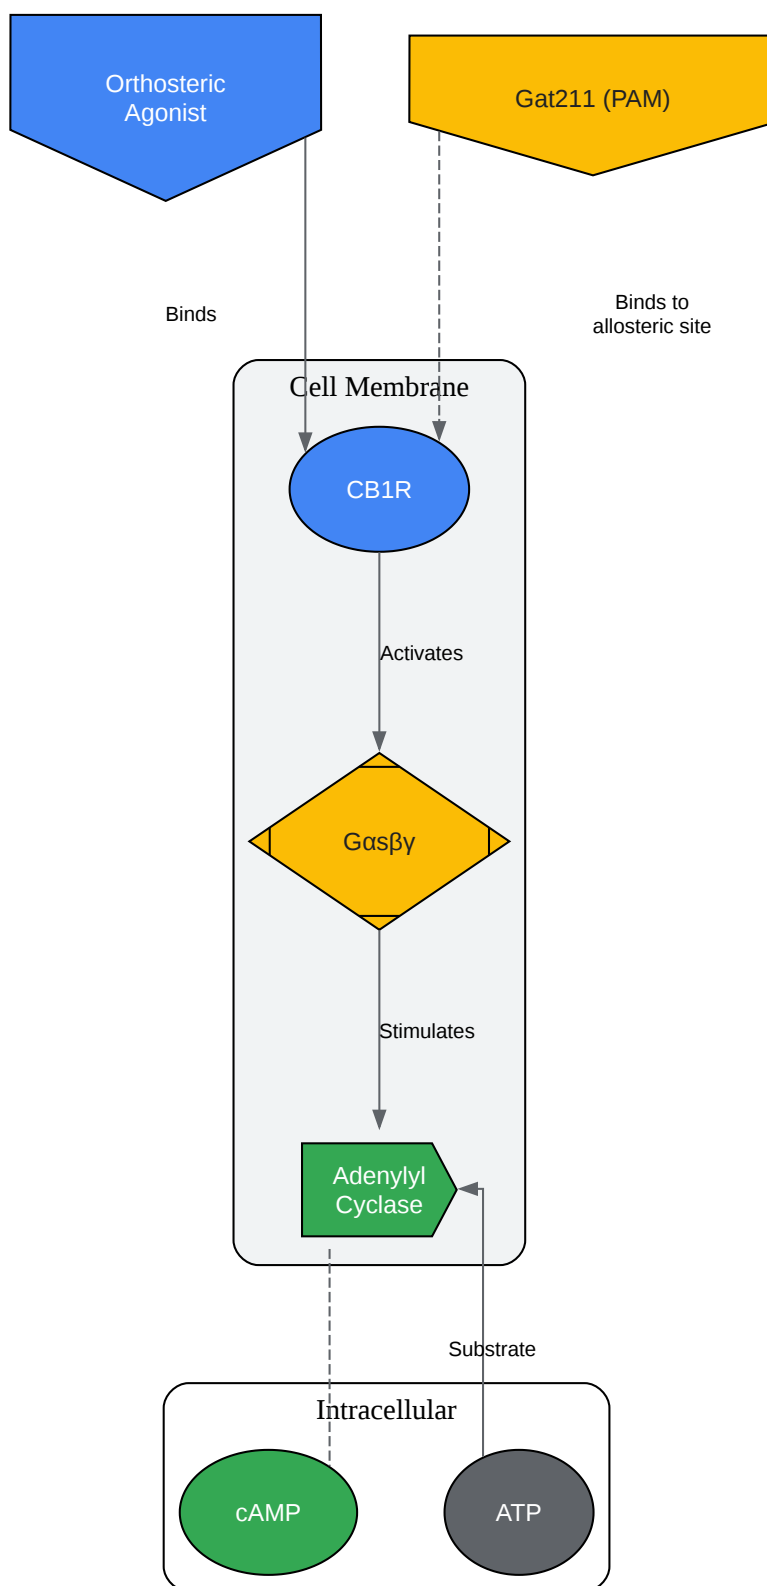 Orthosteric
Agonist
Gat211 (PAM)
Binds
Binds to
allosteric site
Cell Membrane
CB1R
Activates
Gαsβγ
Stimulates
Adenylyl
Cyclase
Substrate
Intracellular
cAMP
ATP